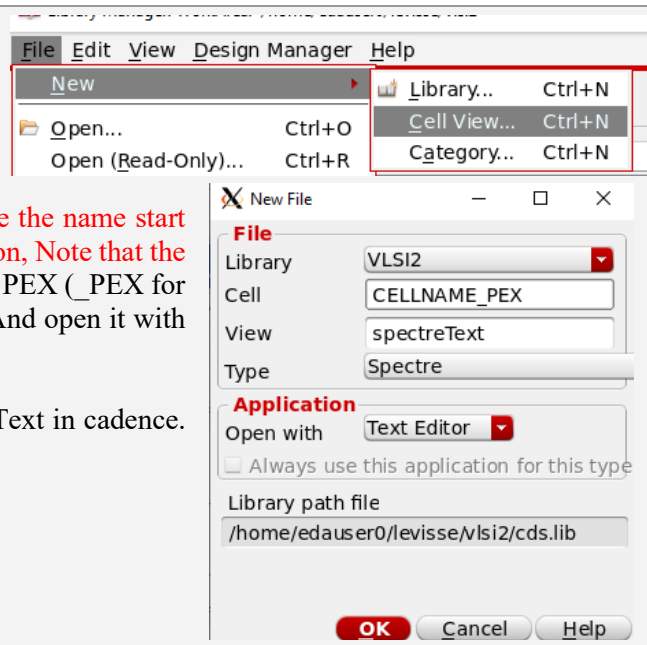 File Edit View Design Manager Help
New
Library... Ctrl+N
Open... Ctrl+O
Cell View... Ctrl+N
Open (Read-Only)... Ctrl+R
Category... Ctrl+N
e the name start
on, Note that the
PEX (_PEX for
And open it with
Text in cadence.
New File
File
Library VLSI2
Cell CELLNAME_PEX
View spectreText
Type Spectre
Application
Open with Text Editor
Always use this application for this type
Library path file
/home/edauser0/levisse/vlsi2/cds.lib
OK Cancel Help